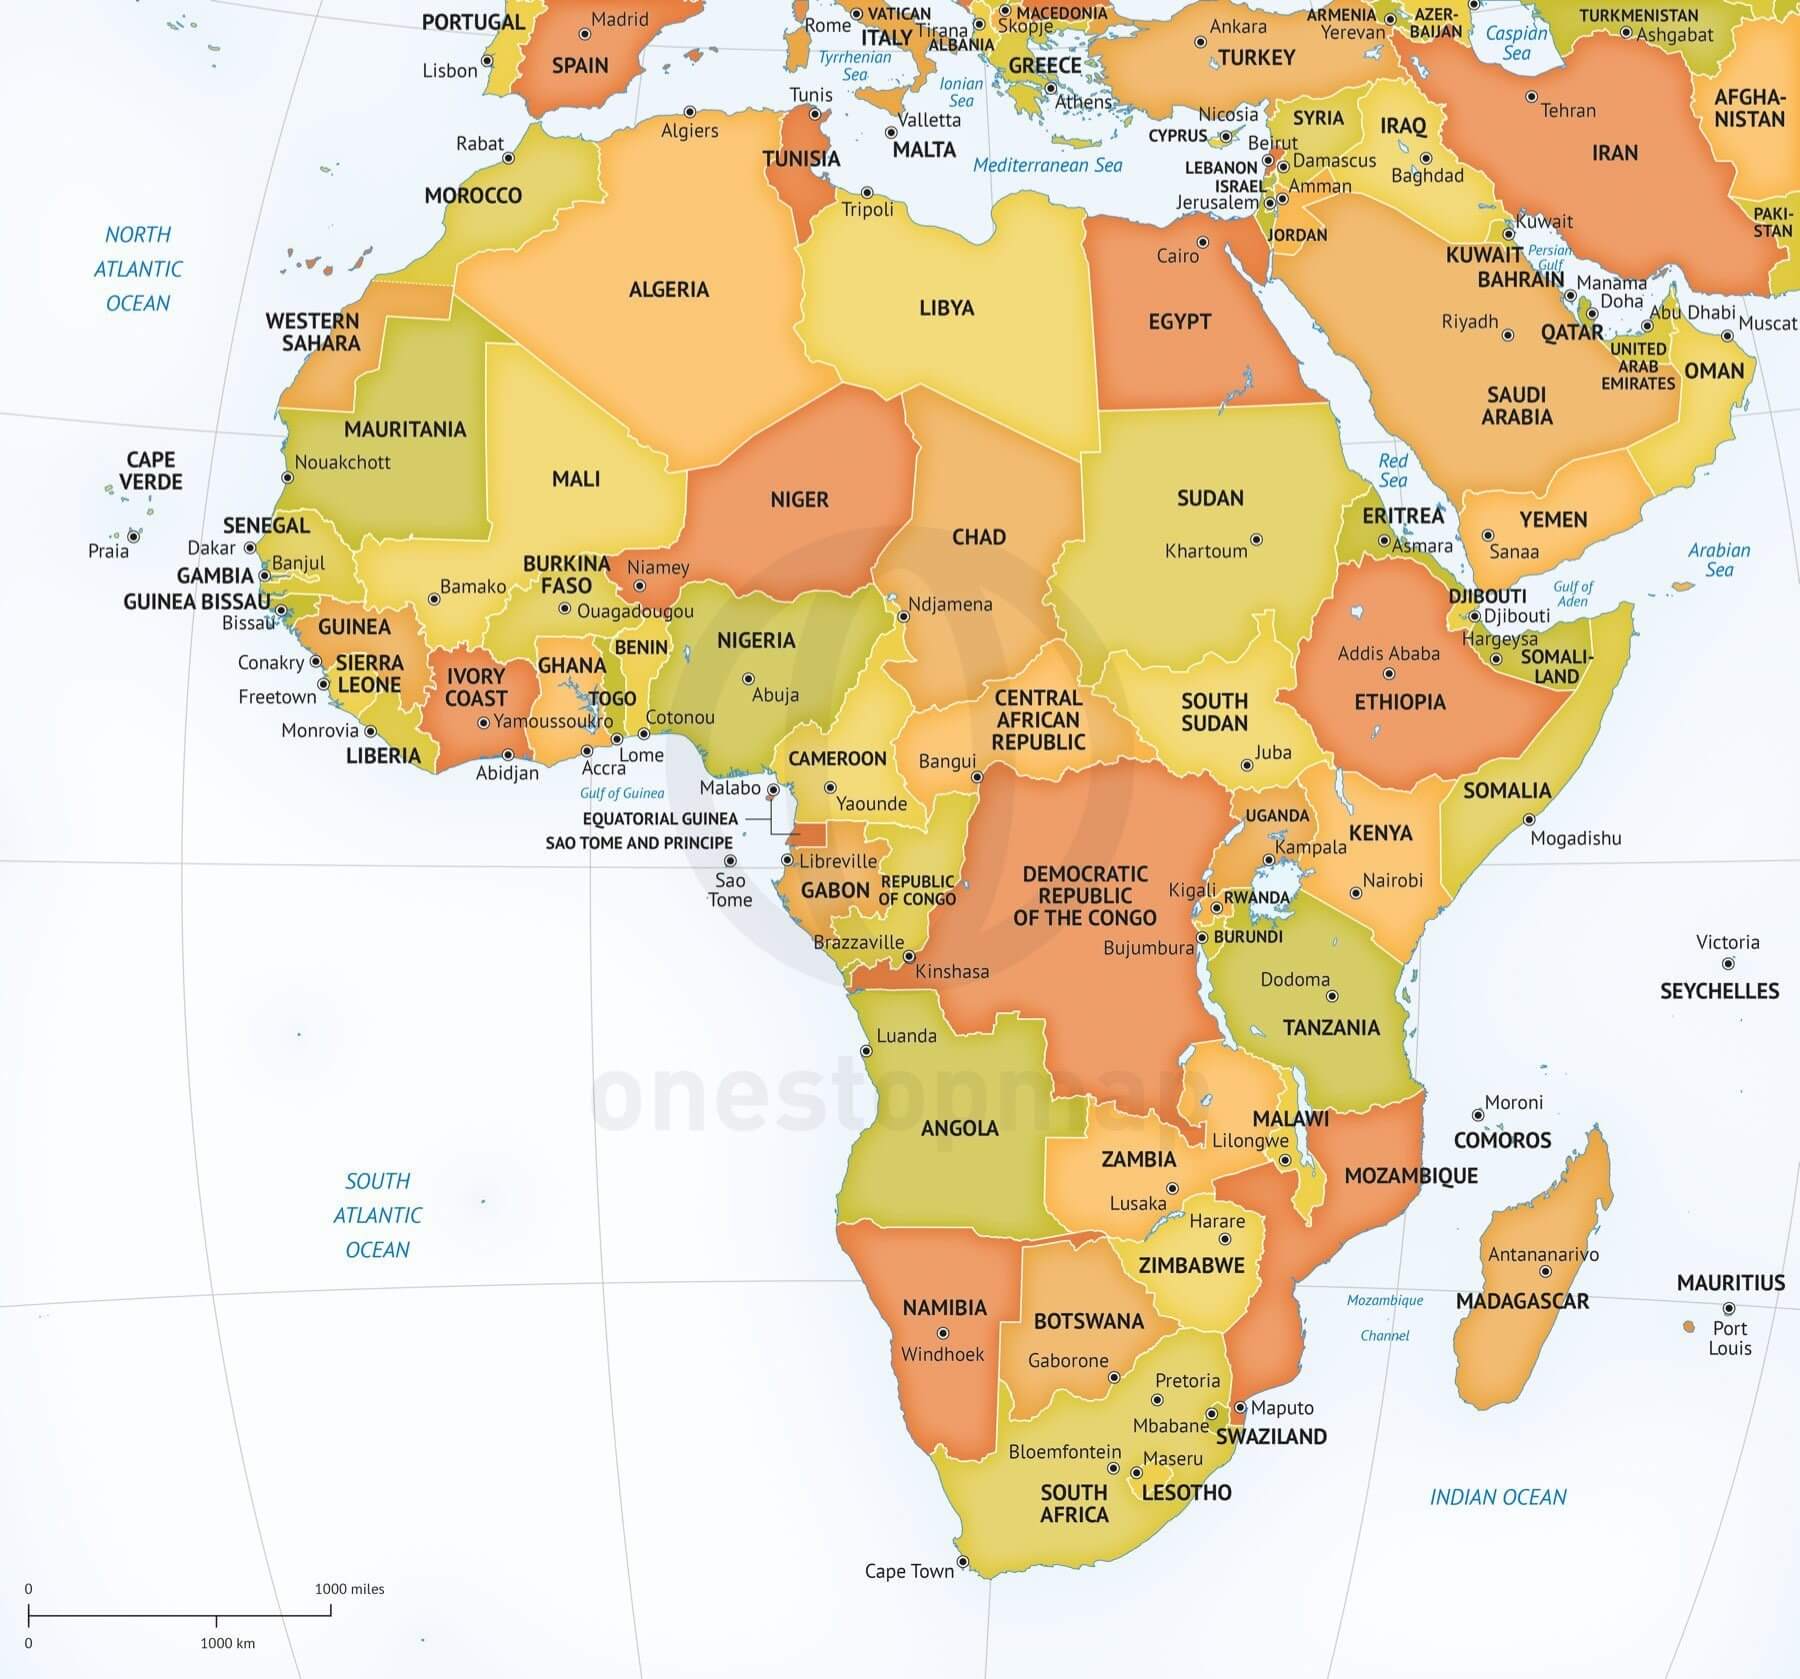 PORTUGAL
Lisbon
Madrid
SPAIN
Rome
VATICAN
ITALY
Tyrrhenian
Sea
Tirana
ALBANIA
Skopje
MACEDONIA
GREECE
Athens
Ionian
Sea
Ankara
TURKEY
ARMENIA
Yerevan
AZER-
BAIJAN
Caspian
Sea
TURKMENISTAN
Ashgabat
AFGHA-
NISTAN
Tehran
IRAN
PAKI-
STAN
Nicosia
CYPRUS
SYRIA
Damascus
Beirut
LEBANON
ISRAEL
Jerusalem
Amman
JORDAN
IRAQ
Baghdad
Kuwait
KUWAIT
Persian
Gulf
BAHRAIN
Manama
Doha
QATAR
Abu Dhabi
UNITED
ARAB
EMIRATES
Muscat
OMAN
Riyadh
SAUDI
ARABIA
Red
Sea
YEMEN
Sanaa
Gulf of
Aden
Arabian
Sea
Valletta
MALTA
Mediterranean Sea
Tunis
TUNISIA
Algiers
ALGERIA
Rabat
MOROCCO
Tripoli
LIBYA
Cairo
EGYPT
NORTH
ATLANTIC
OCEAN
WESTERN
SAHARA
MAURITANIA
Nouakchott
CAPE
VERDE
Praia
SENEGAL
Dakar
Banjul
GAMBIA
GUINEA BISSAU
Bissau
GUINEA
Conakry
SIERRA
LEONE
Freetown
Monrovia
LIBERIA
MALI
Bamako
BURKINA
FASO
Ouagadougou
Niamey
NIGER
IVORY
COAST
Yamoussoukro
Abidjan
GHANA
Accra
TOGO
Lome
BENIN
Cotonou
NIGERIA
Abuja
CHAD
Ndjamena
SUDAN
Khartoum
ERITREA
Asmara
DJIBOUTI
Djibouti
Hargeysa
SOMALI-
LAND
Addis Ababa
ETHIOPIA
SOUTH
SUDAN
Juba
CENTRAL
AFRICAN
REPUBLIC
Bangui
CAMEROON
Yaounde
Malabo
Gulf of Guinea
EQUATORIAL GUINEA
SAO TOME AND PRINCIPE
Sao
Tome
Libreville
GABON
REPUBLIC
OF CONGO
Brazzaville
Kinshasa
DEMOCRATIC
REPUBLIC
OF THE CONGO
UGANDA
Kampala
KENYA
Nairobi
SOMALIA
Mogadishu
Kigali
RWANDA
Bujumbura
BURUNDI
Dodoma
TANZANIA
Victoria
SEYCHELLES
Luanda
ANGOLA
onestopmap
ZAMBIA
Lusaka
MALAWI
Lilongwe
MOZAMBIQUE
Moroni
COMOROS
Harare
ZIMBABWE
Antananarivo
MADAGASCAR
Mozambique
Channel
MAURITIUS
Port
Louis
SOUTH
ATLANTIC
OCEAN
NAMIBIA
Windhoek
BOTSWANA
Gaborone
Pretoria
Maputo
Mbabane
SWAZILAND
Bloemfontein
Maseru
LESOTHO
SOUTH
AFRICA
Cape Town
INDIAN OCEAN
0
1000 miles
0
1000 km